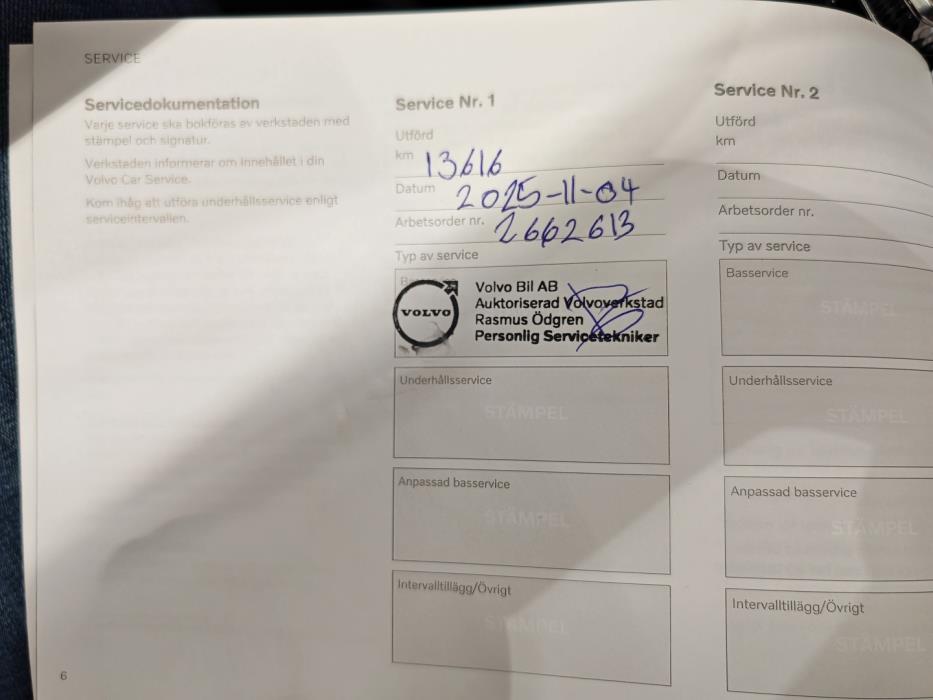 SERVICE
Servicedokumentation
Varje service ska bokföras av verkstaden med
stämpel och signatur.
Verkstaden informerar om innehållet i din
Volvo Car Service.
Kom ihåg att utföra underhållsservice enligt
serviceintervallen.
Service Nr. 1
Utförd
km 13616
Datum 2025-11-04
Arbetsorder nr. 2662613
Typ av service
VOLVO
Volvo Bil AB
Auktoriserad Volvoverkstad
Rasmus Ödgren
Personlig Servicetekniker
Underhållsservice
STÄMPEL
Anpassad basservice
STÄMPEL
Intervalltillägg/Övrigt
STÄMPEL
Service Nr. 2
Utförd
km
Datum
Arbetsorder nr.
Typ av service
Basservice
STÄMPEL
Underhållsservice
STÄMPEL
Anpassad basservice
STÄMPEL
Intervalltillägg/Övrigt
STÄMPEL
6